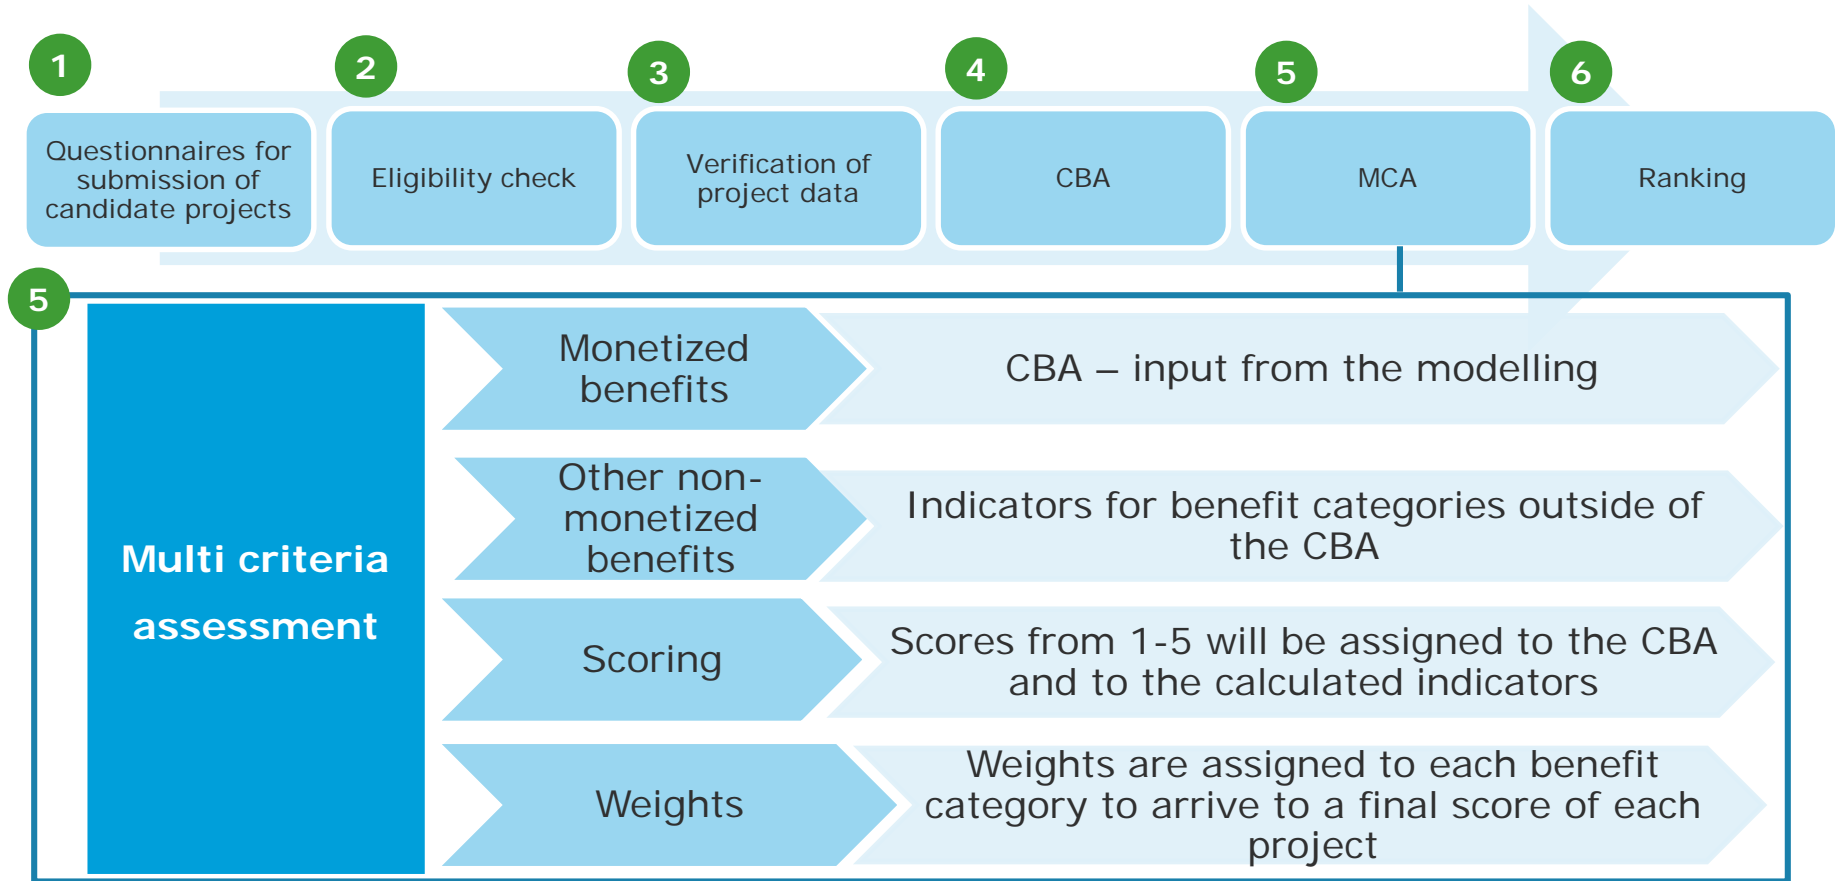 1
2
3
4
5
6
Questionnaires for
submission of
candidate projects
Eligibility check
Verification of
project data
CBA
MCA
Ranking
5
Multi criteria
assessment
Monetized
benefits
CBA – input from the modelling
Other non-
monetized
benefits
Indicators for benefit categories outside of
the CBA
Scoring
Scores from 1-5 will be assigned to the CBA
and to the calculated indicators
Weights
Weights are assigned to each benefit
category to arrive to a final score of each
project